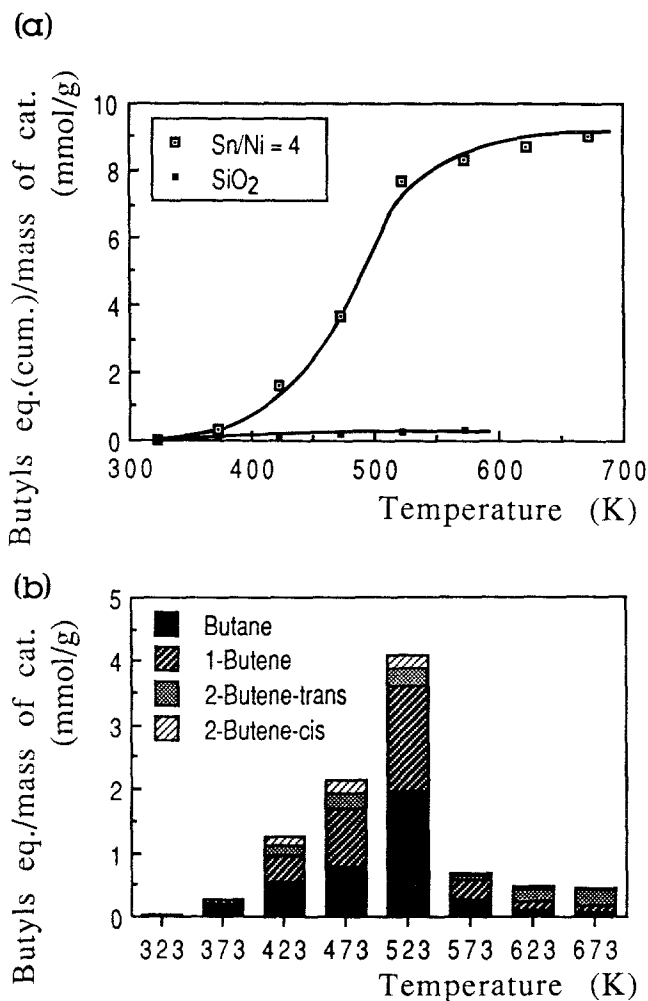 (a)
Butyls eq.(cum.)/mass of cat.
(mmol/g)
10
8
6
4
2
0
Sn/Ni = 4
SiO2
300 400 500 600 700
Temperature (K)
(b)
Butyls eq./mass of cat.
(mmol/g)
5
4
3
2
1
0
Butane
1-Butene
2-Butene-trans
2-Butene-cis
323 373 423 473 523 573 623 673
Temperature (K)